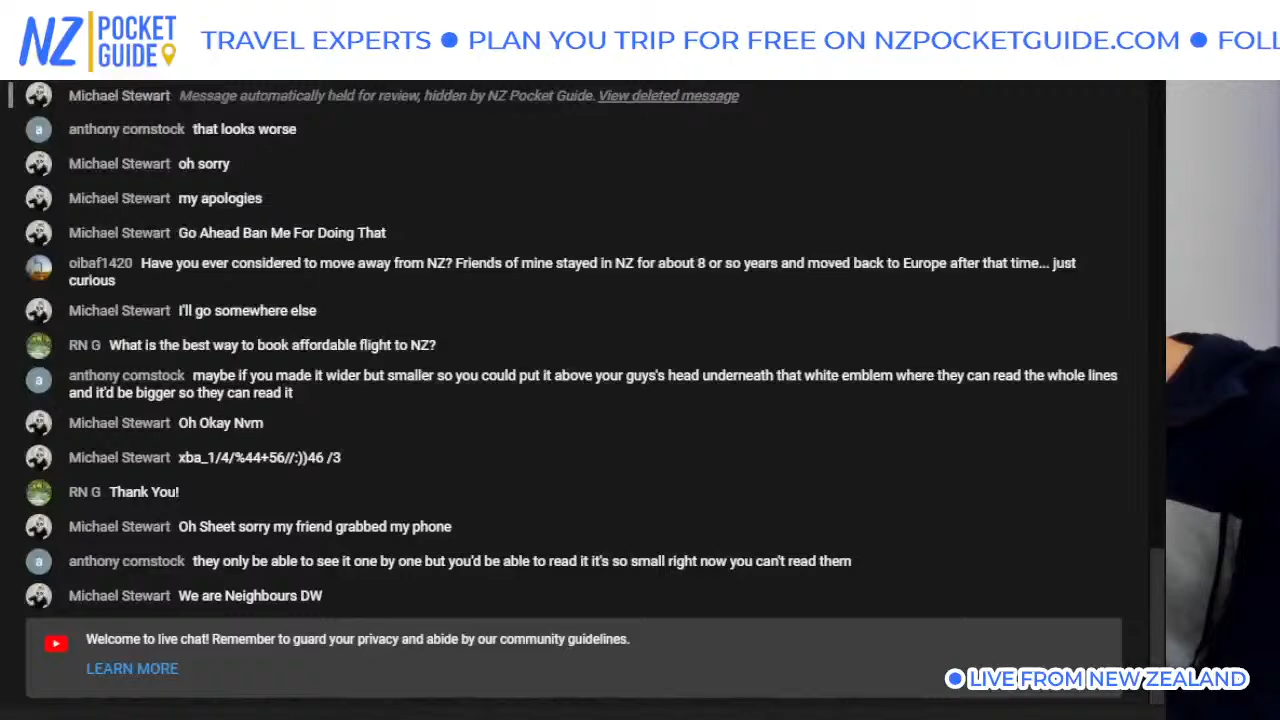 NZ POCKET GUIDE
TRAVEL EXPERTS ● PLAN YOU TRIP FOR FREE ON NZPOCKETGUIDE.COM ● FOLL
Michael Stewart Message automatically held for review, hidden by NZ Pocket Guide. View deleted message
a anthony comstock that looks worse
Michael Stewart oh sorry
Michael Stewart my apologies
Michael Stewart Go Ahead Ban Me For Doing That
oibaf1420 Have you ever considered to move away from NZ? Friends of mine stayed in NZ for about 8 or so years and moved back to Europe after that time... just
curious
Michael Stewart I'll go somewhere else
RN G What is the best way to book affordable flight to NZ?
a anthony comstock maybe if you made it wider but smaller so you could put it above your guys's head underneath that white emblem where they can read the whole lines
and it'd be bigger so they can read it
Michael Stewart Oh Okay Nvm
Michael Stewart xba_1/4/%44+56//:))46 /3
RN G Thank You!
Michael Stewart Oh Sheet sorry my friend grabbed my phone
a anthony comstock they only be able to see it one by one but you'd be able to read it it's so small right now you can't read them
Michael Stewart We are Neighbours DW
Welcome to live chat! Remember to guard your privacy and abide by our community guidelines.
LEARN MORE
● LIVE FROM NEW ZEALAND